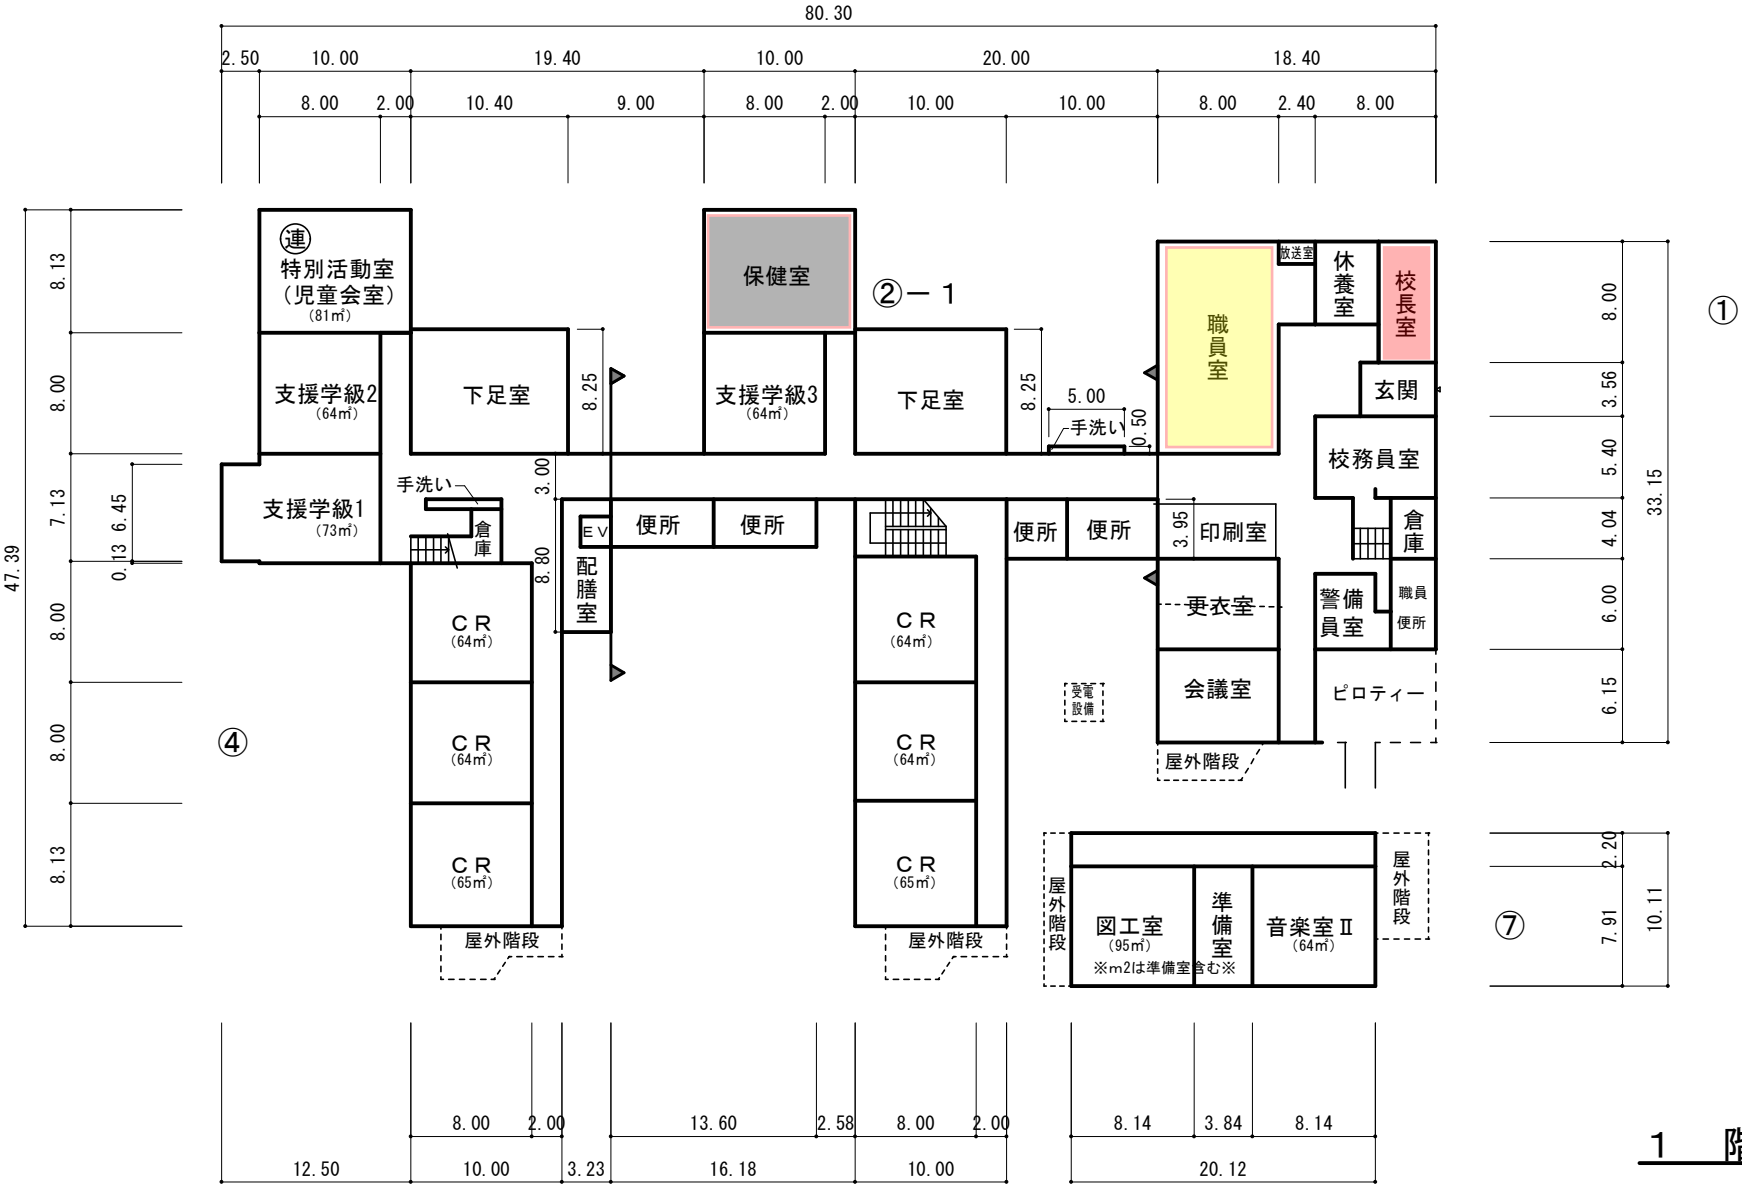 80.30
2.50 10.00 19.40 10.00 20.00 18.40
8.00 2.00 10.40 9.00 8.00 2.00 10.00 10.00 8.00 2.40 8.00
47.39
8.13
8.00
7.13
8.00
8.00
8.13
6.45
0.13
連
特別活動室
(児童会室)
(81㎡)
支援学級2
(64㎡)
支援学級1
(73㎡)
下足室
8.25
手洗い
倉庫
3.00
8.80
EV
配膳室
便所
便所
保健室
②-1
支援学級3
(64㎡)
下足室
8.25
5.00
手洗い
0.50
便所
便所
3.95
職員室
放送室
休養室
校長室
玄関
校務員室
印刷室
倉庫
更衣室
警備員室
職員
便所
会議室
ピロティー
屋外階段
受電
設備
①
8.00
3.56
5.40
4.04
6.00
6.15
33.15
④
CR
(64㎡)
CR
(64㎡)
CR
(65㎡)
屋外階段
CR
(64㎡)
CR
(64㎡)
CR
(65㎡)
屋外階段
屋外階段
図工室
(95㎡)
準備室
音楽室Ⅱ
(64㎡)
※m2は準備室含む※
屋外階段
⑦
2.20
7.91
10.11
8.00 2.00 13.60 2.58 8.00 2.00 8.14 3.84 8.14
12.50 10.00 3.23 16.18 10.00 20.12
1 階